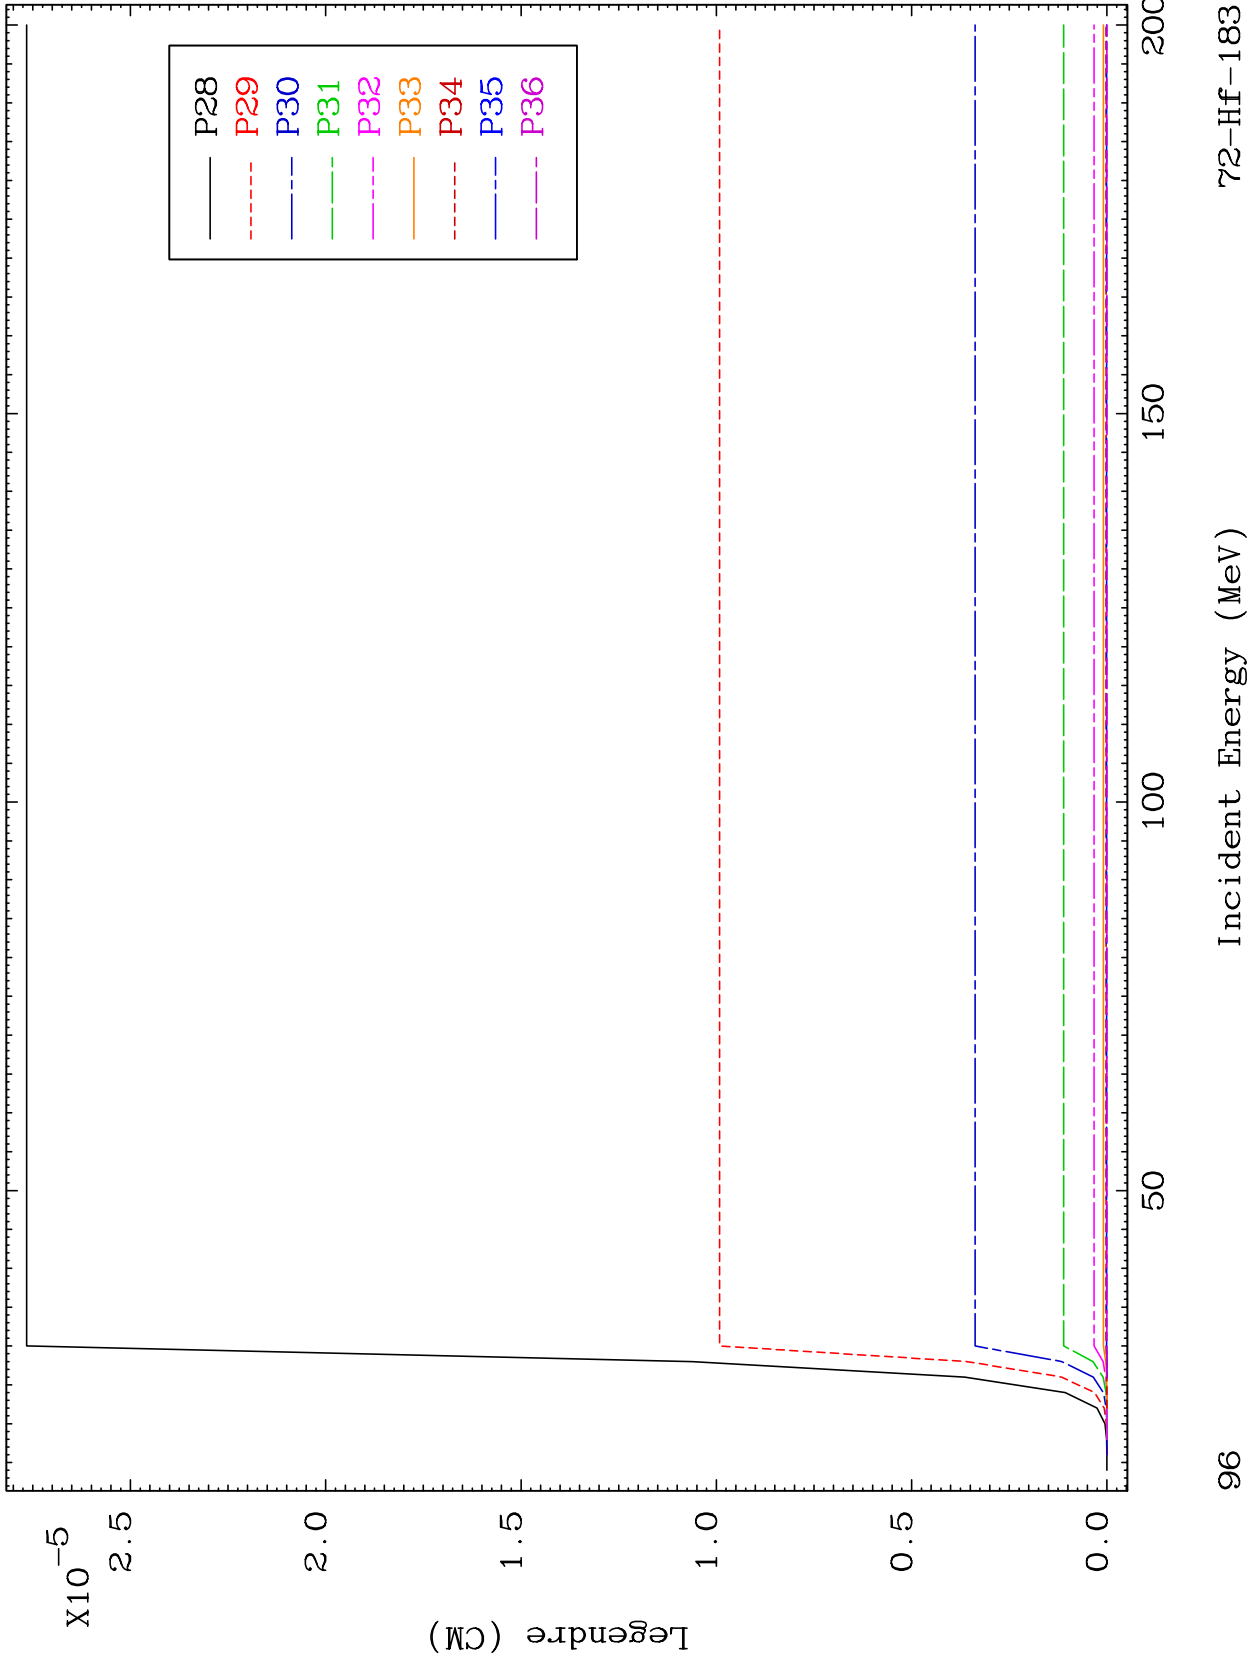 X10-5
2.5
2.0
1.5
1.0
0.5
0.0
Legendre (CM)
P28
P29
P30
P31
P32
P33
P34
P35
P36
50
100
150
200
Incident Energy (MeV)
96
72-Hf-183